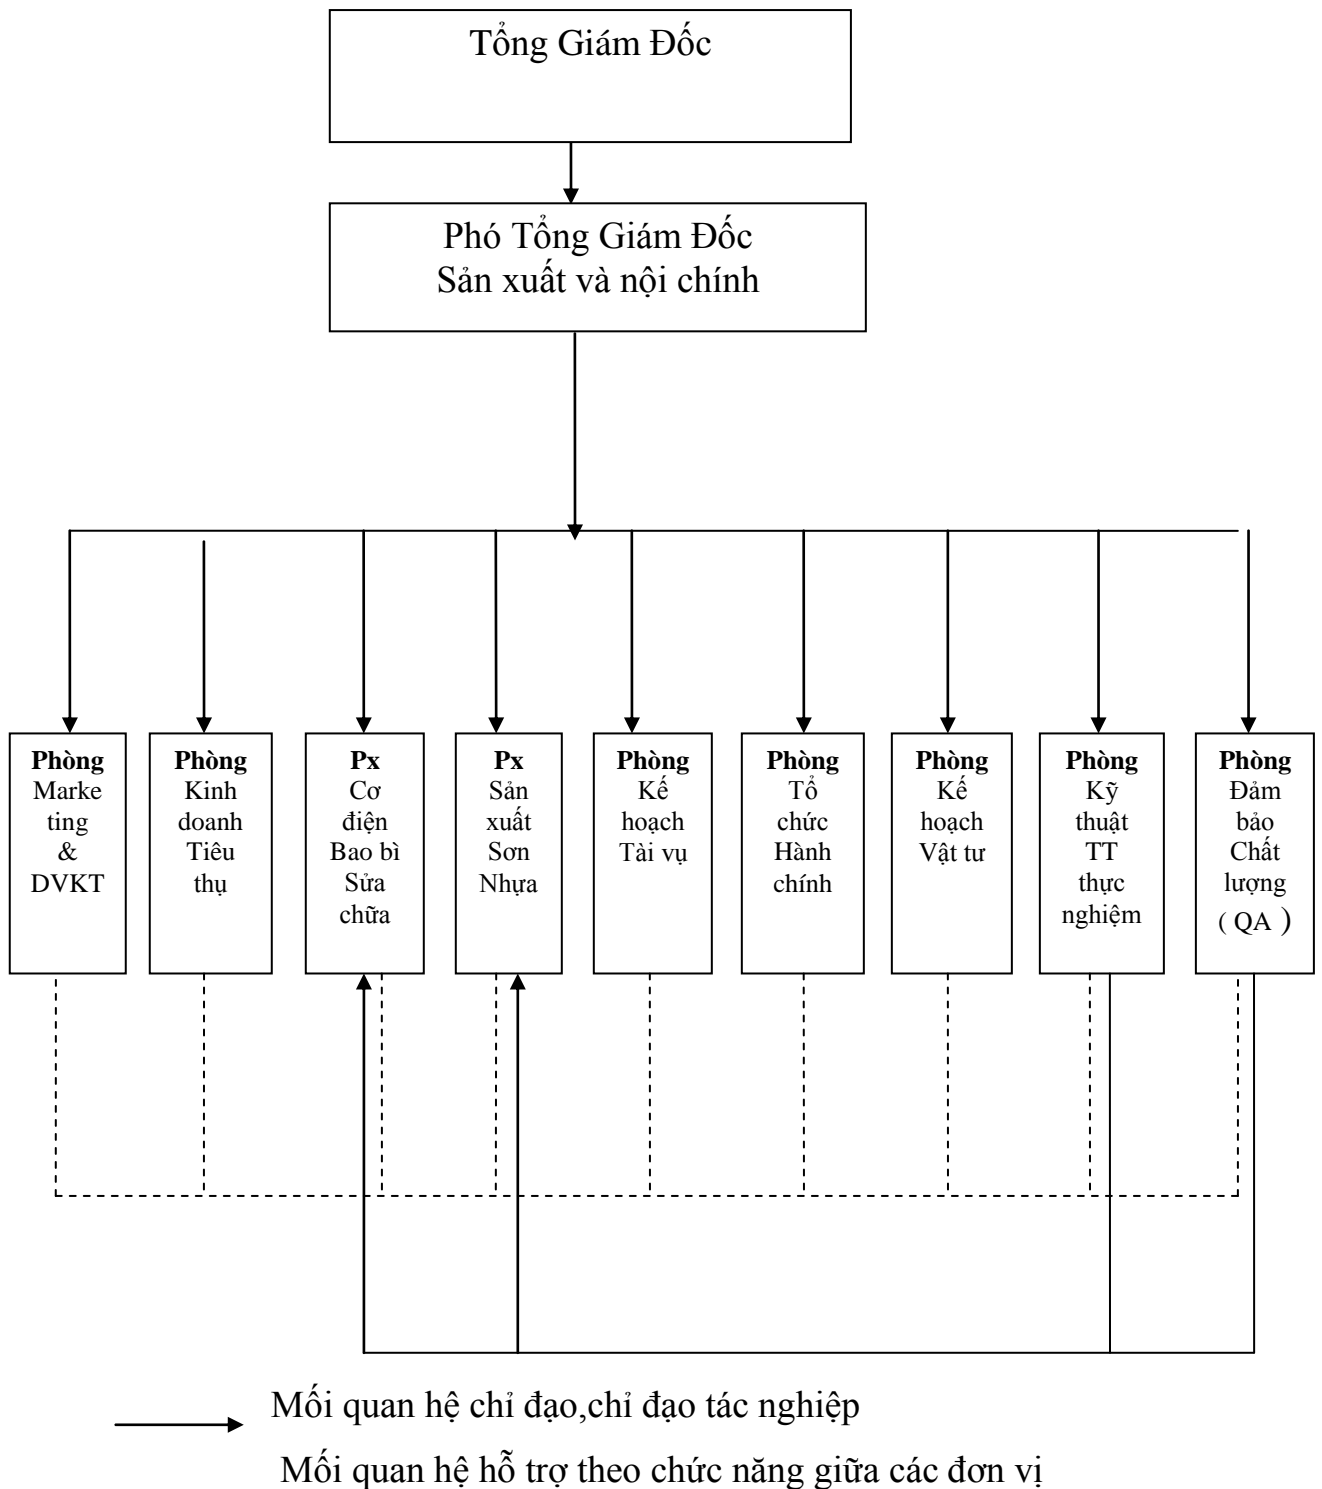 Tổng Giám Đốc
Phó Tổng Giám Đốc
Sản xuất và nội chính
Phòng
Marke
ting
&
DVKT
Phòng
Kinh
doanh
Tiêu
thụ
Px
Cơ
điện
Bao bì
Sửa
chữa
Px
Sản
xuất
Sơn
Nhựa
Phòng
Kế
hoạch
Tài vụ
Phòng
Tổ
chức
Hành
chính
Phòng
Kế
hoạch
Vật tư
Phòng
Kỹ
thuật
TT
thực
nghiệm
Phòng
Đảm
bảo
Chất
lượng
( QA )
Mối quan hệ chỉ đạo,chỉ đạo tác nghiệp
Mối quan hệ hỗ trợ theo chức năng giữa các đơn vị